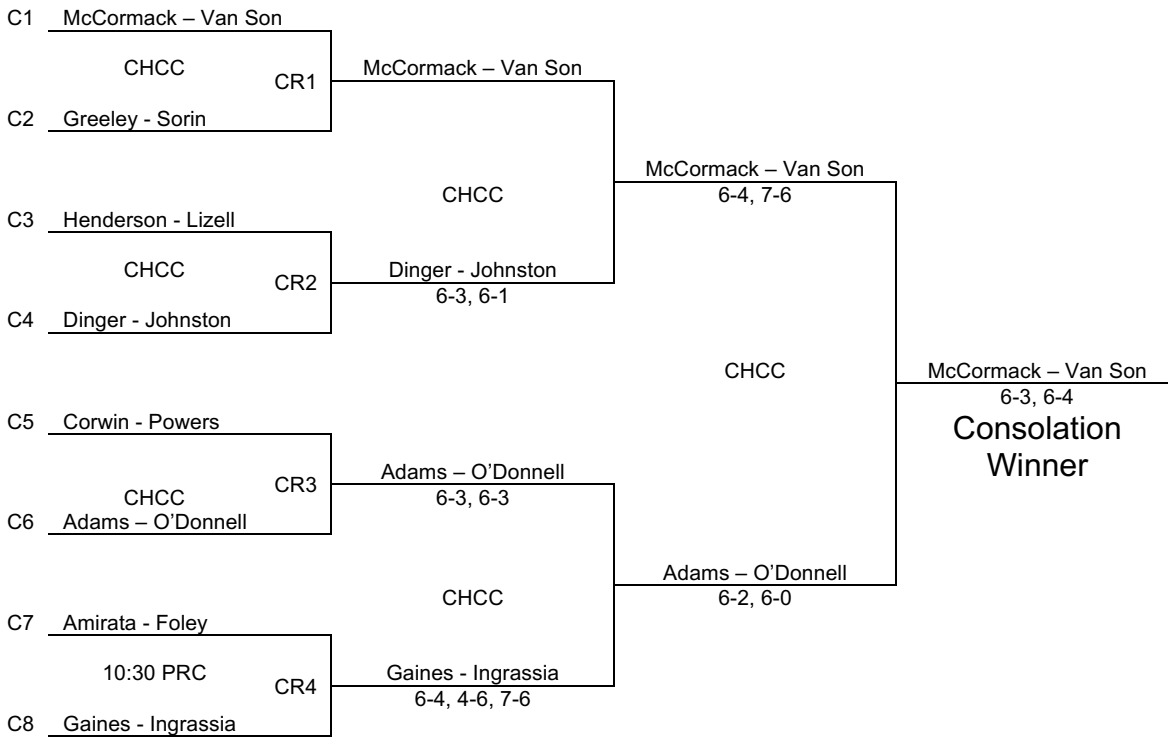 C1 McCormack – Van Son
CHCC
CR1
McCormack – Van Son
C2 Greeley - Sorin
McCormack – Van Son
6-4, 7-6
CHCC
C3 Henderson - Lizell
CHCC
CR2
Dinger - Johnston
6-3, 6-1
C4 Dinger - Johnston
CHCC
McCormack – Van Son
6-3, 6-4
Consolation
Winner
C5 Corwin - Powers
CHCC
CR3
Adams – O’Donnell
6-3, 6-3
C6 Adams – O’Donnell
CHCC
Adams – O’Donnell
6-2, 6-0
C7 Amirata - Foley
10:30 PRC
CR4
Gaines - Ingrassia
6-4, 4-6, 7-6
C8 Gaines - Ingrassia